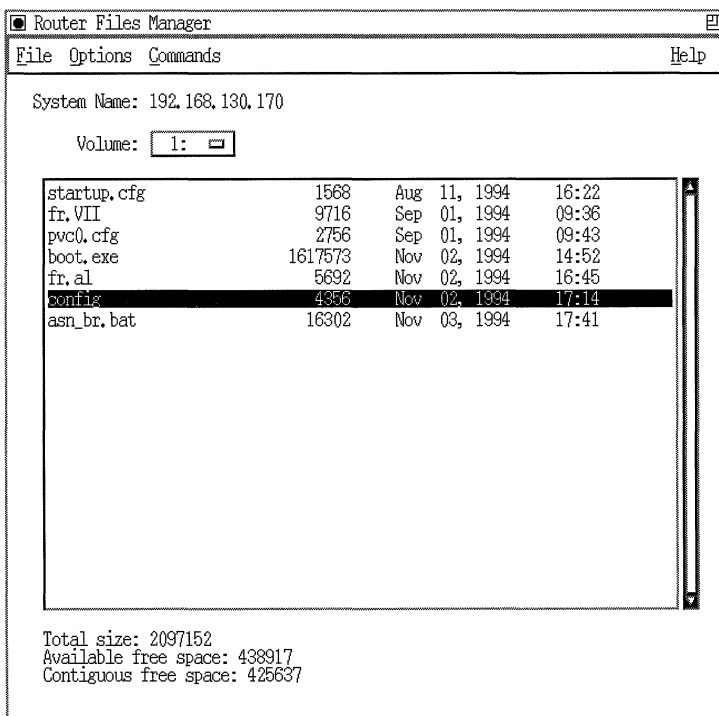 Router Files Manager
File Options Commands Help
System Name: 192.168.130.170
Volume: 1:
startup.cfg 1568 Aug 11, 1994 16:22
fr.VII 9716 Sep 01, 1994 09:36
pvc0.cfg 2756 Sep 01, 1994 09:43
boot.exe 1617573 Nov 02, 1994 14:52
fr.al 5692 Nov 02, 1994 16:45
config 4356 Nov 02, 1994 17:14
asn_br.bat 16302 Nov 03, 1994 17:41
Total size: 2097152
Available free space: 438917
Contiguous free space: 425637